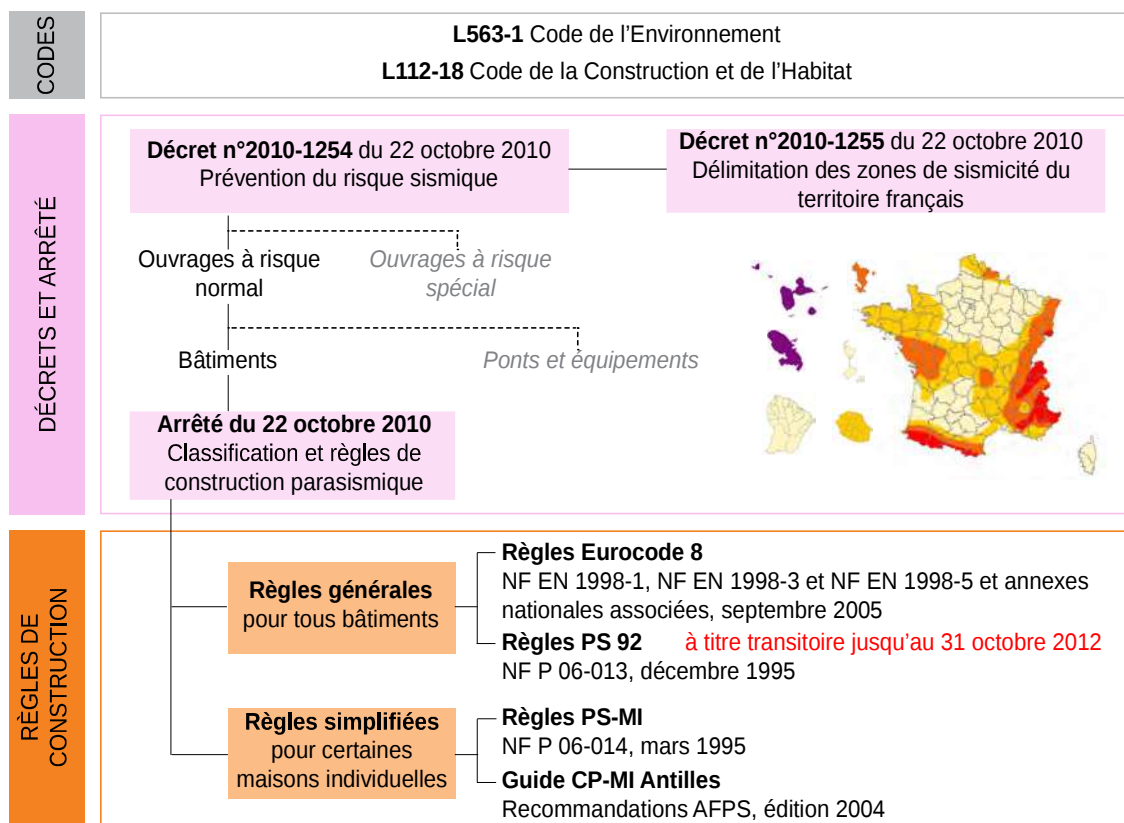 CODES
L563-1 Code de l'Environnement
L112-18 Code de la Construction et de l'Habitat
DÉCRETS ET ARRÊTÉ
Décret n°2010-1254 du 22 octobre 2010
Prévention du risque sismique
Décret n°2010-1255 du 22 octobre 2010
Délimitation des zones de sismicité du
territoire français
Ouvrages à risque
normal
Ouvrages à risque
spécial
Bâtiments
Ponts et équipements
Arrêté du 22 octobre 2010
Classification et règles de
construction parasismique
RÈGLES DE
CONSTRUCTION
Règles générales
pour tous bâtiments
Règles Eurocode 8
NF EN 1998-1, NF EN 1998-3 et NF EN 1998-5 et annexes
nationales associées, septembre 2005
Règles PS 92 à titre transitoire jusqu'au 31 octobre 2012
NF P 06-013, décembre 1995
Règles simplifiées
pour certaines
maisons individuelles
Règles PS-MI
NF P 06-014, mars 1995
Guide CP-MI Antilles
Recommandations AFPS, édition 2004